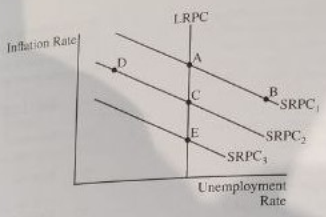 LRPC
Inflation Rate
A
D
B
SRPC₁
C
SRPC₂
E
SRPC₃
Unemployment
Rate